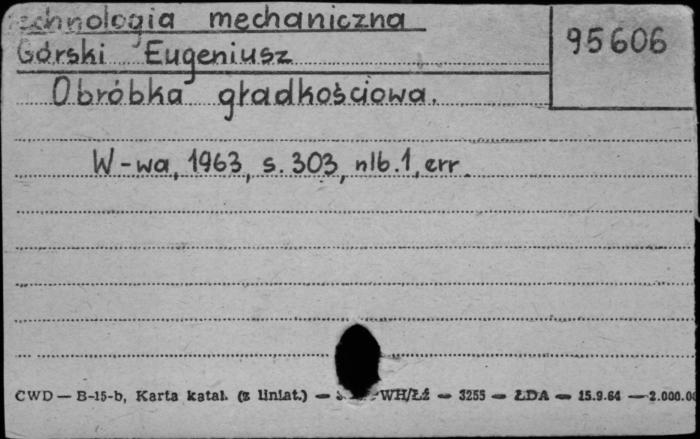 technologia mechaniczna
95606
Górski Eugeniusz
Obróbka gładkościowa.
W-wa, 1963, s. 303, nlb. 1, err.
CWD — B-15-b, Karta katal. (z liniat.) — WH/Łź — 3255 — ŁDA — 15.9.64 — 2.000.0